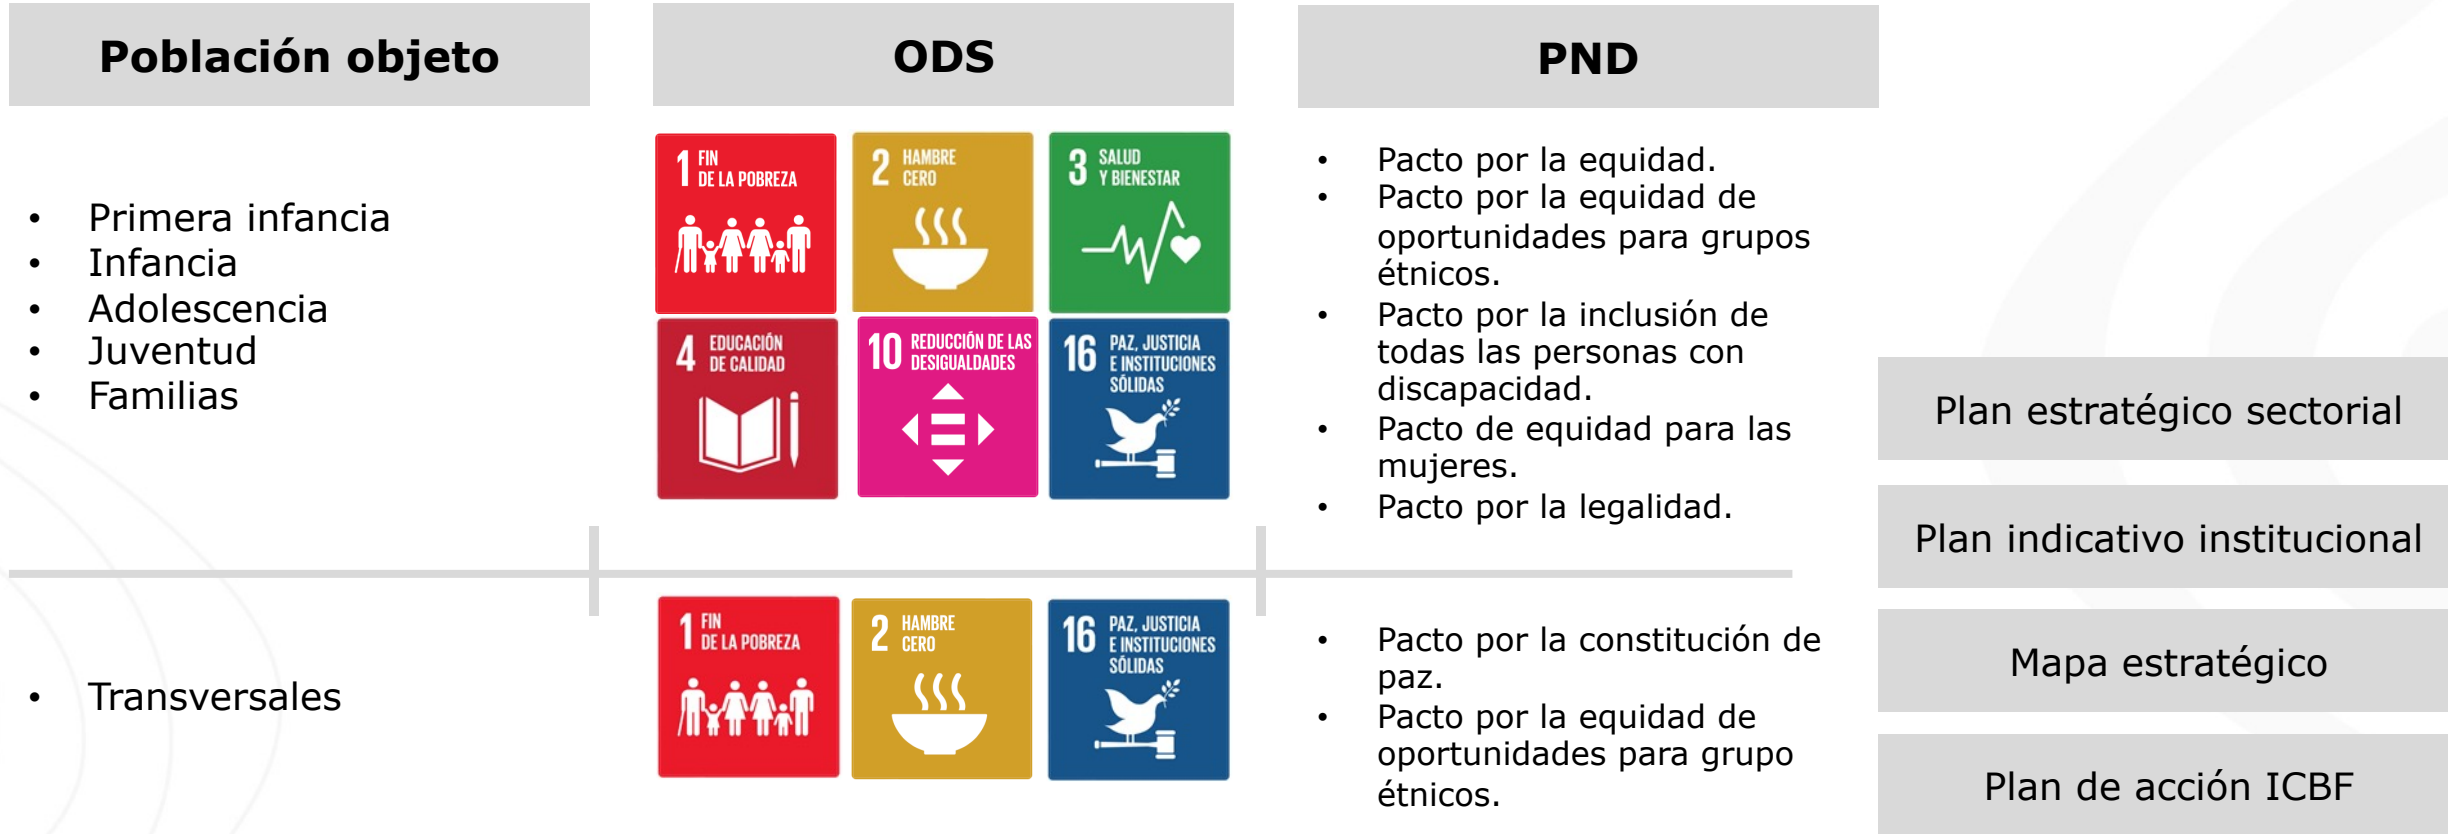 Población objeto
ODS
PND
• Primera infancia
• Infancia
• Adolescencia
• Juventud
• Familias
1 FIN
DE LA POBREZA
2 HAMBRE
CERO
3 SALUD
Y BIENESTAR
4 EDUCACIÓN
DE CALIDAD
10 REDUCCIÓN DE LAS
DESIGUALDADES
16 PAZ, JUSTICIA
E INSTITUCIONES
SÓLIDAS
• Pacto por la equidad.
• Pacto por la equidad de
oportunidades para grupos
étnicos.
• Pacto por la inclusión de
todas las personas con
discapacidad.
• Pacto de equidad para las
mujeres.
• Pacto por la legalidad.
• Transversales
1 FIN
DE LA POBREZA
2 HAMBRE
CERO
16 PAZ, JUSTICIA
E INSTITUCIONES
SÓLIDAS
• Pacto por la constitución de
paz.
• Pacto por la equidad de
oportunidades para grupo
étnicos.
Plan estratégico sectorial
Plan indicativo institucional
Mapa estratégico
Plan de acción ICBF